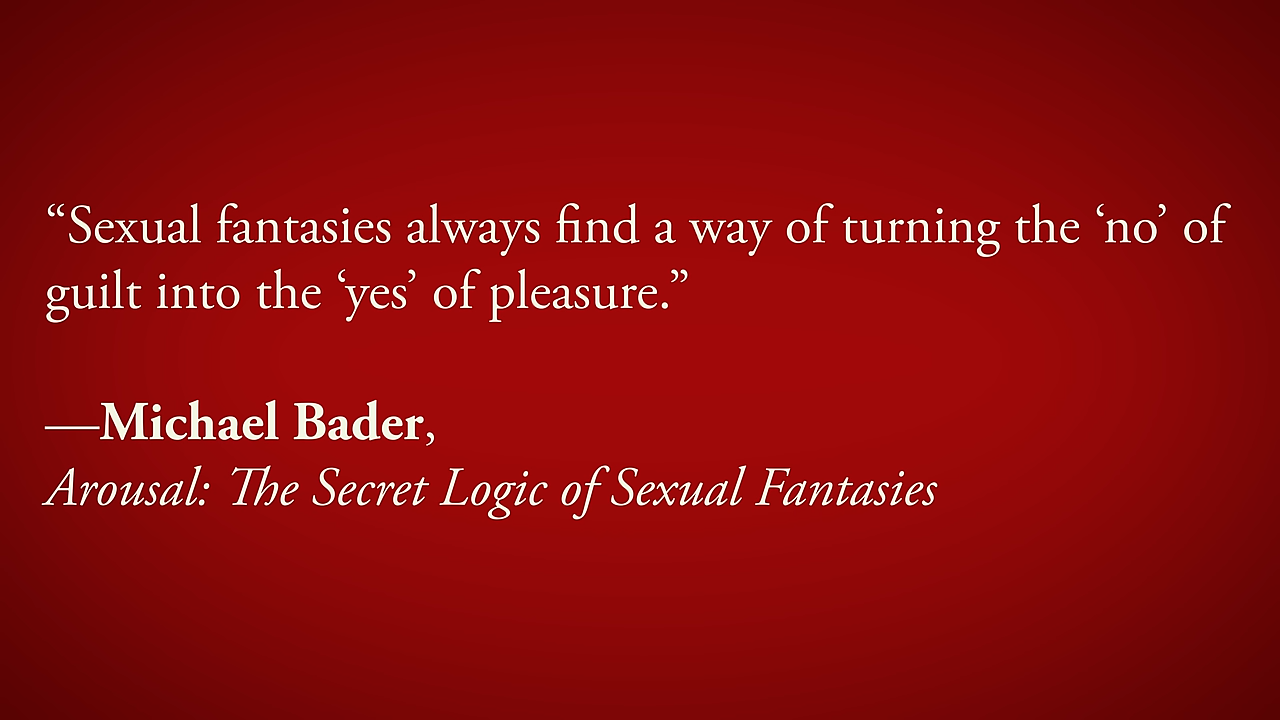 “Sexual fantasies always find a way of turning the ‘no’ of
guilt into the ‘yes’ of pleasure.”
—Michael Bader,
Arousal: The Secret Logic of Sexual Fantasies